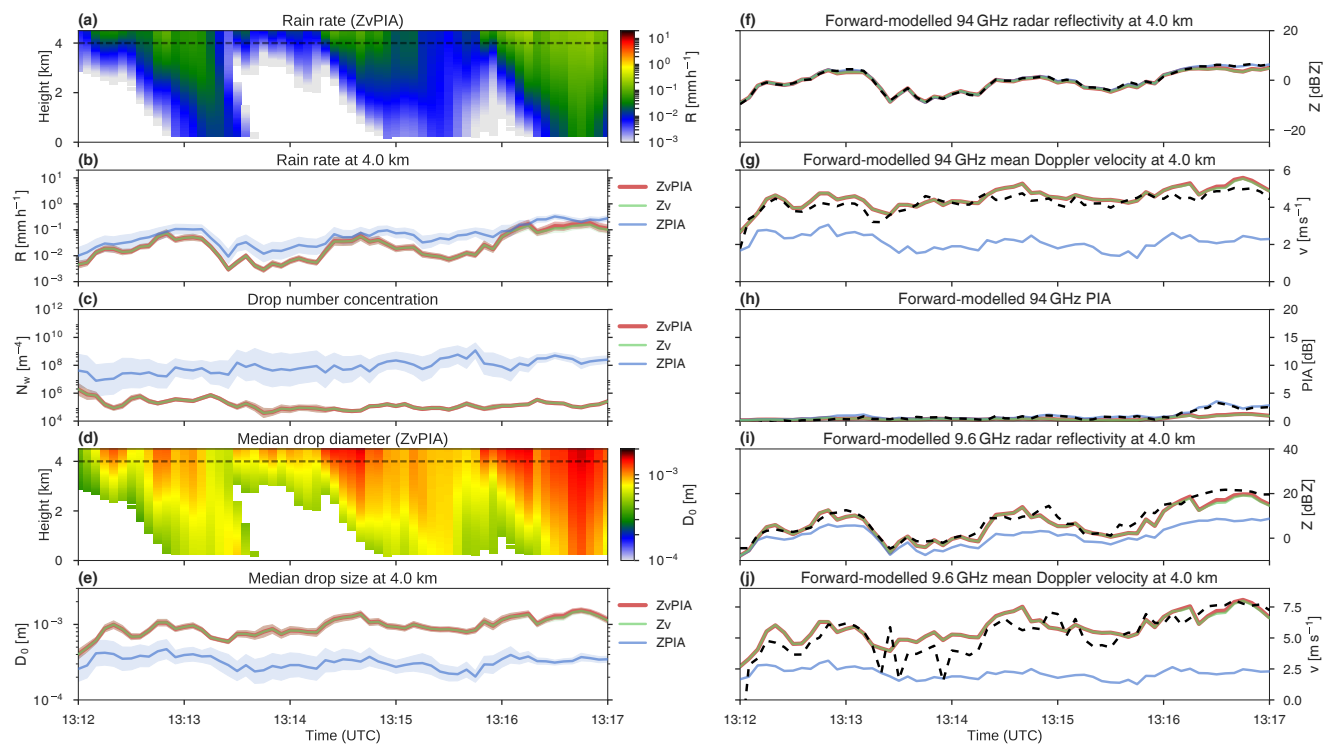 (a) Rain rate (ZvPIA)
Height [km]
4
2
0
10¹
10⁰
10⁻¹
10⁻²
10⁻³
R [mm h⁻¹]
(b) Rain rate at 4.0 km
R [mm h⁻¹]
10¹
10⁰
10⁻¹
10⁻²
10⁻³
ZvPIA
Zv
ZPIA
(c) Drop number concentration
N_w [m⁻⁴]
10¹²
10¹⁰
10⁸
10⁶
10⁴
ZvPIA
Zv
ZPIA
(d) Median drop diameter (ZvPIA)
Height [km]
4
2
0
10⁻³
10⁻⁴
D₀ [m]
(e) Median drop size at 4.0 km
D₀ [m]
10⁻³
10⁻⁴
ZvPIA
Zv
ZPIA
13:12 13:13 13:14 13:15 13:16 13:17
Time (UTC)
(f) Forward-modelled 94 GHz radar reflectivity at 4.0 km
20
0
−20
Z [dB Z]
(g) Forward-modelled 94 GHz mean Doppler velocity at 4.0 km
6
4
2
0
v [m s⁻¹]
(h) Forward-modelled 94 GHz PIA
20
15
10
5
0
PIA [dB]
(i) Forward-modelled 9.6 GHz radar reflectivity at 4.0 km
40
20
0
Z [dB Z]
(j) Forward-modelled 9.6 GHz mean Doppler velocity at 4.0 km
7.5
5.0
2.5
0.0
v [m s⁻¹]
13:12 13:13 13:14 13:15 13:16 13:17
Time (UTC)